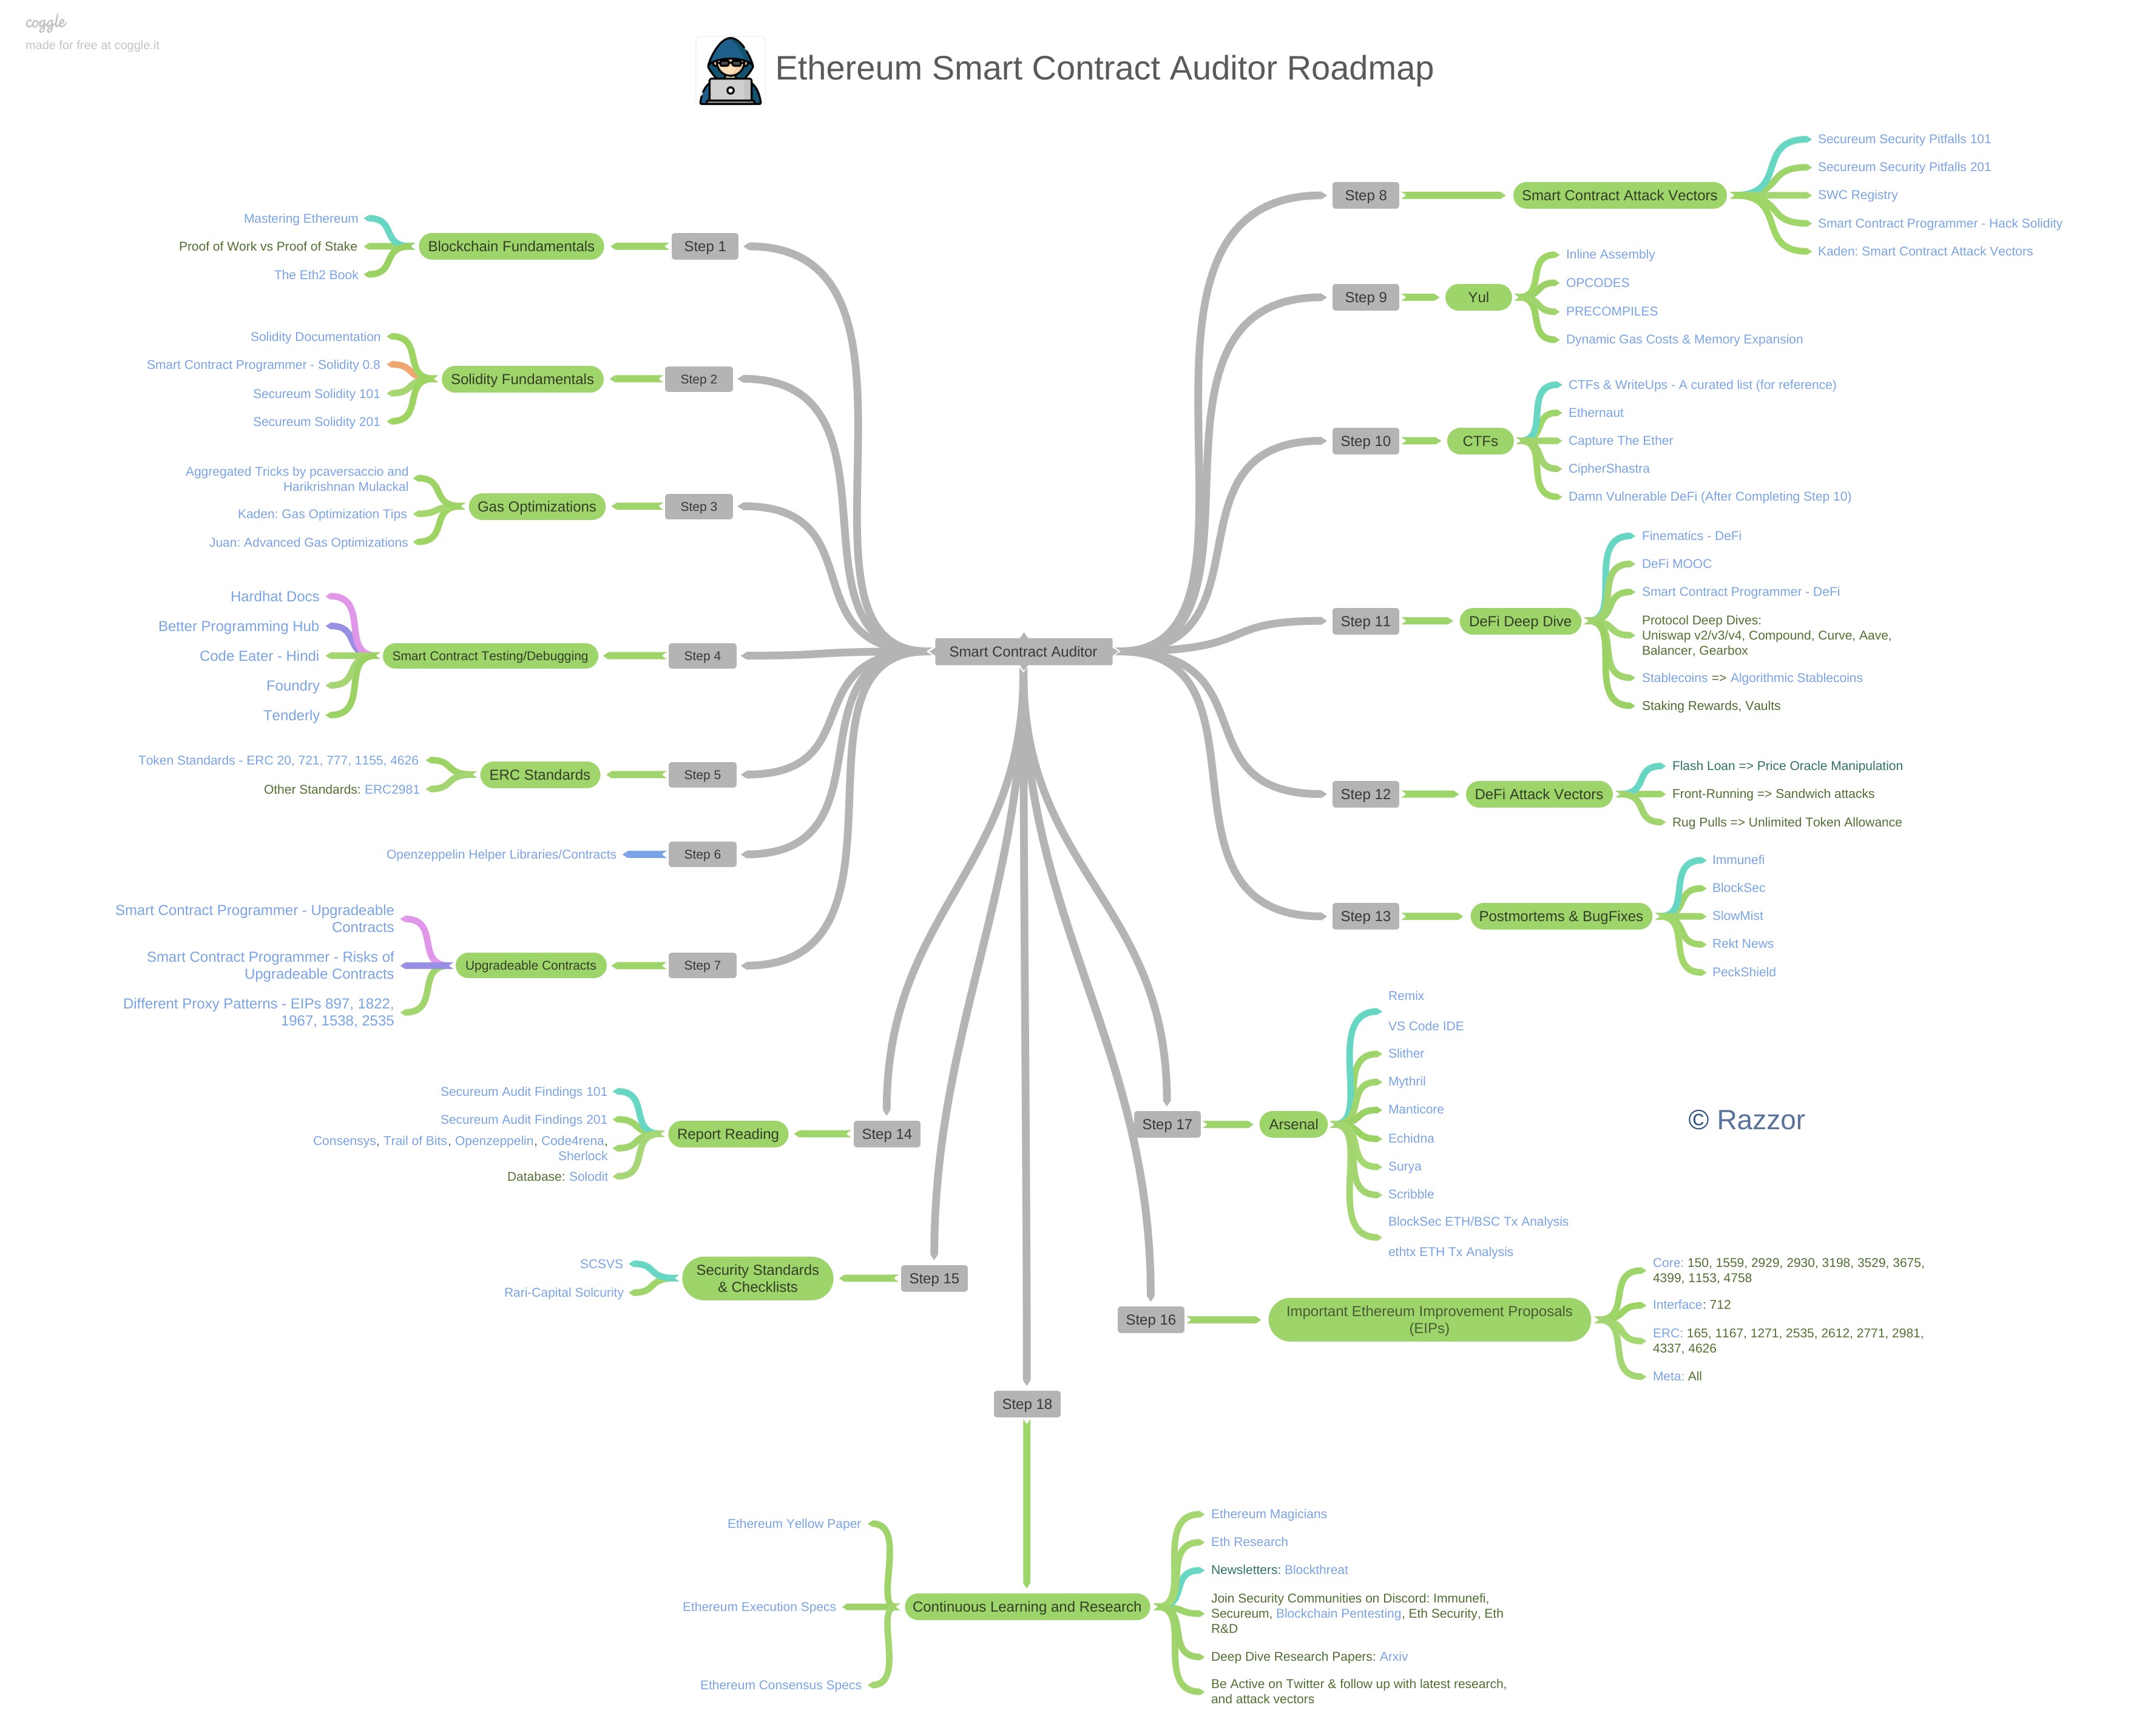 coggle
made for free at coggle.it
Ethereum Smart Contract Auditor Roadmap
Smart Contract Auditor
Step 1
Blockchain Fundamentals
Mastering Ethereum
Proof of Work vs Proof of Stake
The Eth2 Book
Step 2
Solidity Fundamentals
Solidity Documentation
Smart Contract Programmer - Solidity 0.8
Secureum Solidity 101
Secureum Solidity 201
Step 3
Gas Optimizations
Aggregated Tricks by pcaversaccio and
Harikrishnan Mulackal
Kaden: Gas Optimization Tips
Juan: Advanced Gas Optimizations
Step 4
Smart Contract Testing/Debugging
Hardhat Docs
Better Programming Hub
Code Eater - Hindi
Foundry
Tenderly
Step 5
ERC Standards
Token Standards - ERC 20, 721, 777, 1155, 4626
Other Standards: ERC2981
Step 6
Openzeppelin Helper Libraries/Contracts
Step 7
Upgradeable Contracts
Smart Contract Programmer - Upgradeable
Contracts
Smart Contract Programmer - Risks of
Upgradeable Contracts
Different Proxy Patterns - EIPs 897, 1822,
1967, 1538, 2535
Step 8
Smart Contract Attack Vectors
Secureum Security Pitfalls 101
Secureum Security Pitfalls 201
SWC Registry
Smart Contract Programmer - Hack Solidity
Kaden: Smart Contract Attack Vectors
Step 9
Yul
Inline Assembly
OPCODES
PRECOMPILES
Dynamic Gas Costs & Memory Expansion
Step 10
CTFs
CTFs & WriteUps - A curated list (for reference)
Ethernaut
Capture The Ether
CipherShastra
Damn Vulnerable DeFi (After Completing Step 10)
Step 11
DeFi Deep Dive
Finematics - DeFi
DeFi MOOC
Smart Contract Programmer - DeFi
Protocol Deep Dives:
Uniswap v2/v3/v4, Compound, Curve, Aave,
Balancer, Gearbox
Stablecoins => Algorithmic Stablecoins
Staking Rewards, Vaults
Step 12
DeFi Attack Vectors
Flash Loan => Price Oracle Manipulation
Front-Running => Sandwich attacks
Rug Pulls => Unlimited Token Allowance
Step 13
Postmortems & BugFixes
Immunefi
BlockSec
SlowMist
Rekt News
PeckShield
Step 14
Report Reading
Secureum Audit Findings 101
Secureum Audit Findings 201
Consensys, Trail of Bits, Openzeppelin, Code4rena,
Sherlock
Database: Solodit
Step 15
Security Standards
& Checklists
SCSVS
Rari-Capital Solcurity
Step 17
Arsenal
Remix
VS Code IDE
Slither
Mythril
Manticore
Echidna
Surya
Scribble
BlockSec ETH/BSC Tx Analysis
ethtx ETH Tx Analysis
© Razzor
Step 16
Important Ethereum Improvement Proposals
(EIPs)
Core: 150, 1559, 2929, 2930, 3198, 3529, 3675,
4399, 1153, 4758
Interface: 712
ERC: 165, 1167, 1271, 2535, 2612, 2771, 2981,
4337, 4626
Meta: All
Step 18
Continuous Learning and Research
Ethereum Yellow Paper
Ethereum Execution Specs
Ethereum Consensus Specs
Ethereum Magicians
Eth Research
Newsletters: Blockthreat
Join Security Communities on Discord: Immunefi,
Secureum, Blockchain Pentesting, Eth Security, Eth
R&D
Deep Dive Research Papers: Arxiv
Be Active on Twitter & follow up with latest research,
and attack vectors